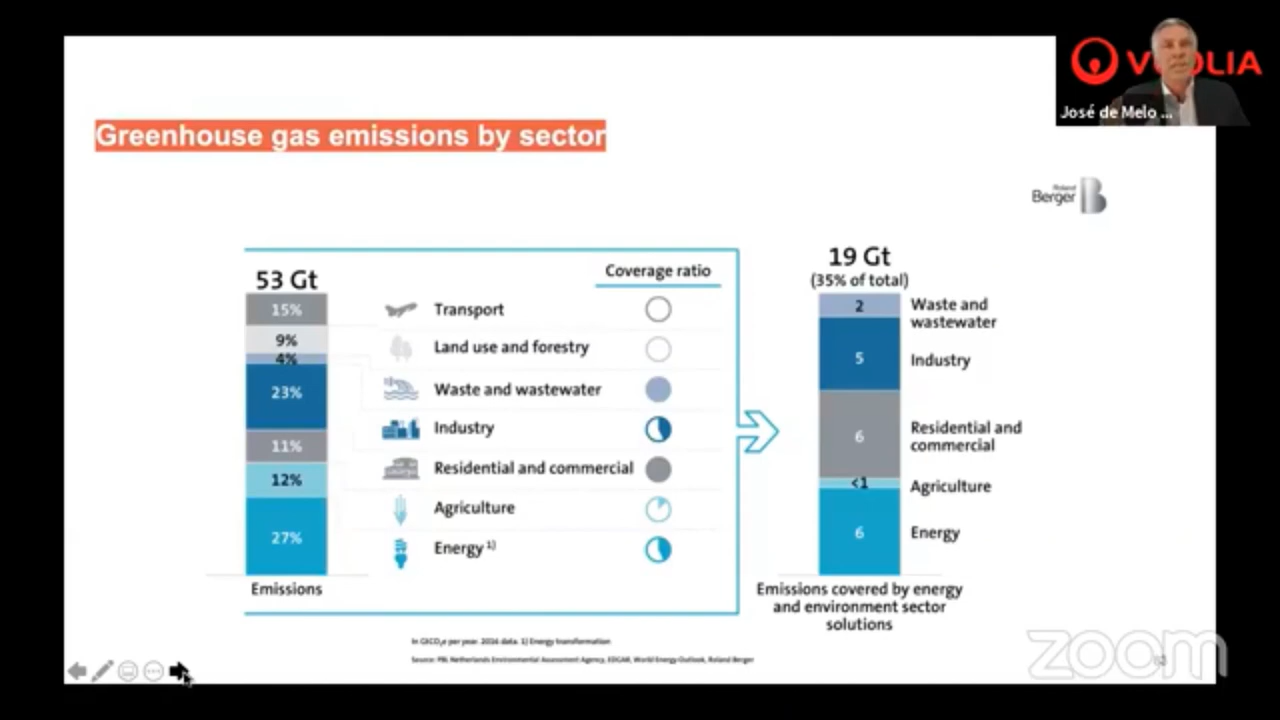 VEOLIA
José de Melo ...
Greenhouse gas emissions by sector
Roland
Berger
53 Gt
15%
9%
4%
23%
11%
12%
27%
Emissions
Coverage ratio
Transport
Land use and forestry
Waste and wastewater
Industry
Residential and commercial
Agriculture
Energy 1)
19 Gt
(35% of total)
2
5
6
<1
6
Waste and
wastewater
Industry
Residential and
commercial
Agriculture
Energy
Emissions covered by energy
and environment sector
solutions
In GtCO2e per year. 2016 data. 1) Energy transformation
Source: PBL Netherlands Environmental Assessment Agency, EDGAR, World Energy Outlook, Roland Berger
zoom